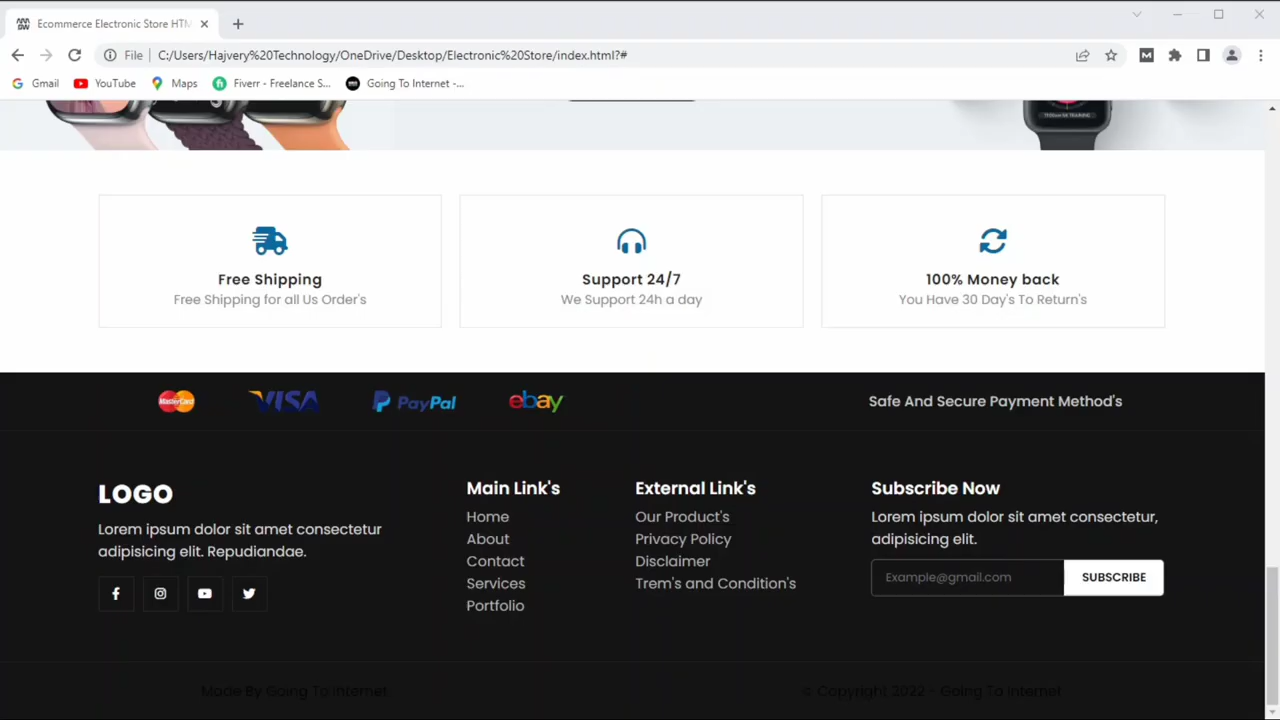 Ecommerce Electronic Store HTM
File
C:/Users/Hajvery%20Technology/OneDrive/Desktop/Electronic%20Store/index.html?#
Gmail
YouTube
Maps
Fiverr - Freelance S...
Going To Internet -...
Free Shipping
Free Shipping for all Us Order's
Support 24/7
We Support 24h a day
100% Money back
You Have 30 Day's To Return's
MasterCard
VISA
PayPal
ebay
Safe And Secure Payment Method's
LOGO
Lorem ipsum dolor sit amet consectetur
adipisicing elit. Repudiandae.
Main Link's
Home
About
Contact
Services
Portfolio
External Link's
Our Product's
Privacy Policy
Disclaimer
Trem's and Condition's
Subscribe Now
Lorem ipsum dolor sit amet consectetur,
adipisicing elit.
Example@gmail.com
SUBSCRIBE
Made By Going To Internet
© Copyright 2022 - Going To Internet